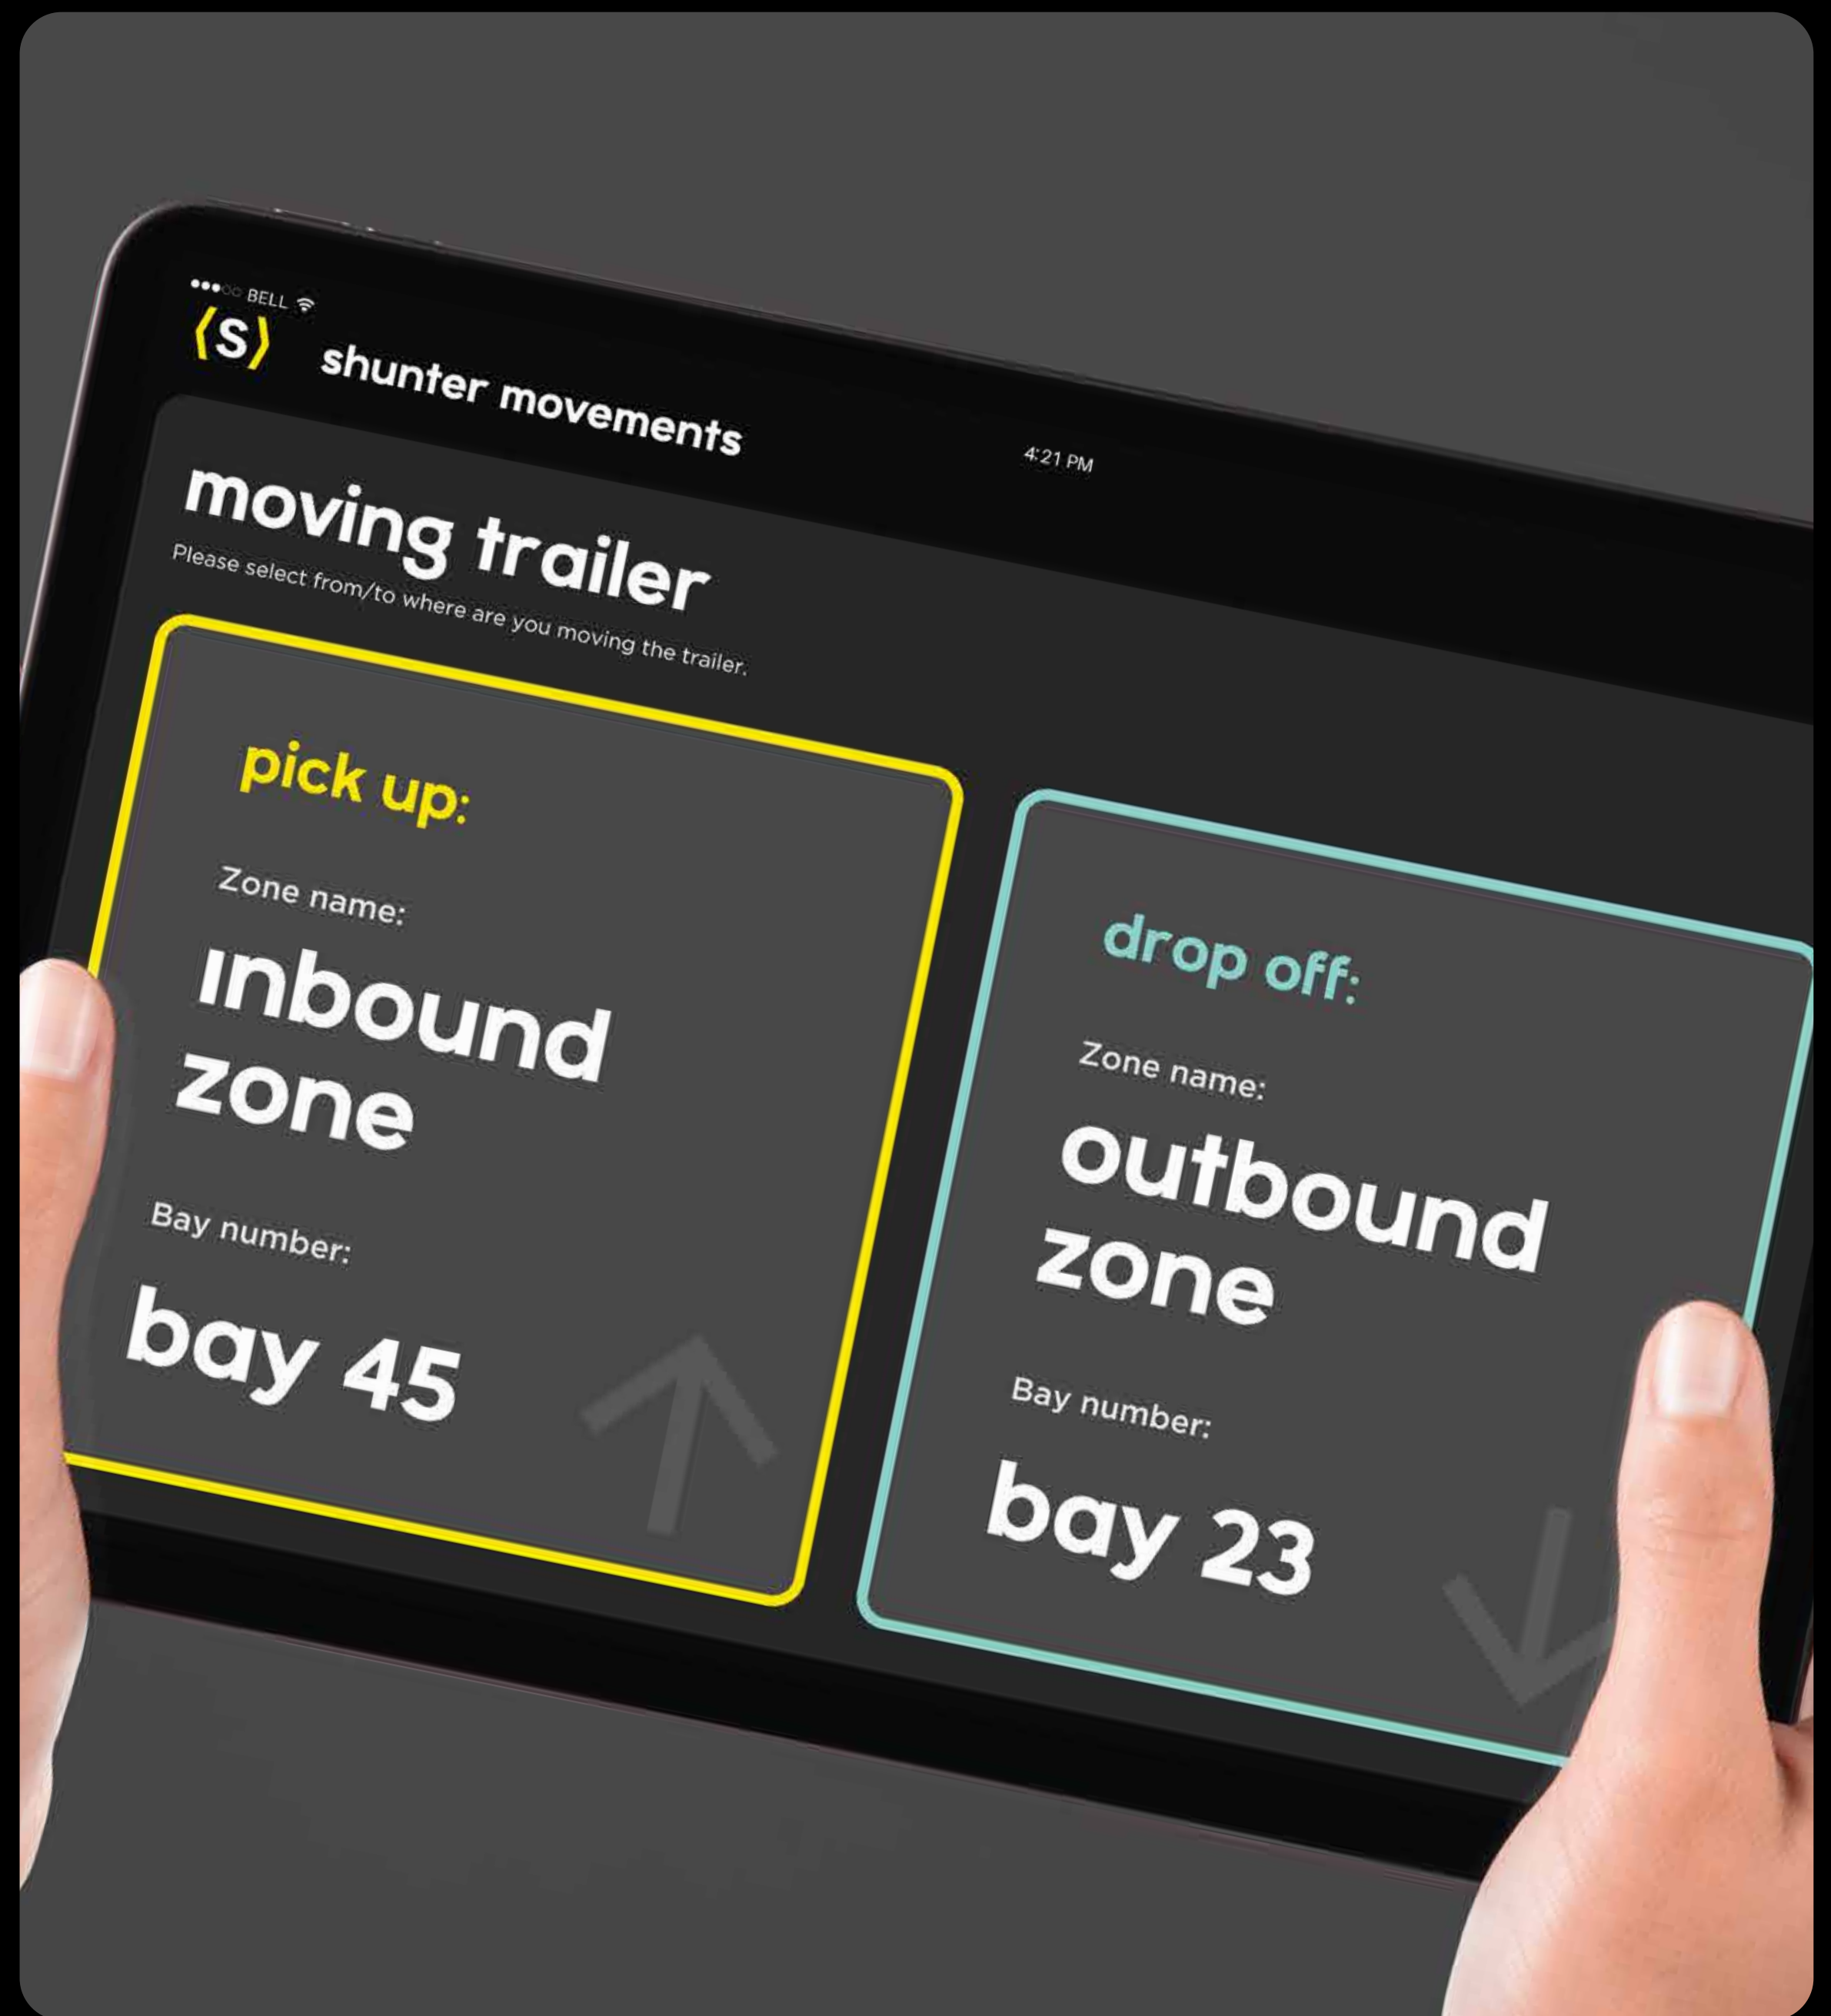 BELL
⟨S⟩ shunter movements
4:21 PM
moving trailer
Please select from/to where are you moving the trailer.
pick up:
Zone name:
ınbound
zone
Bay number:
bay 45
drop off:
Zone name:
outbound
zone
Bay number:
bay 23